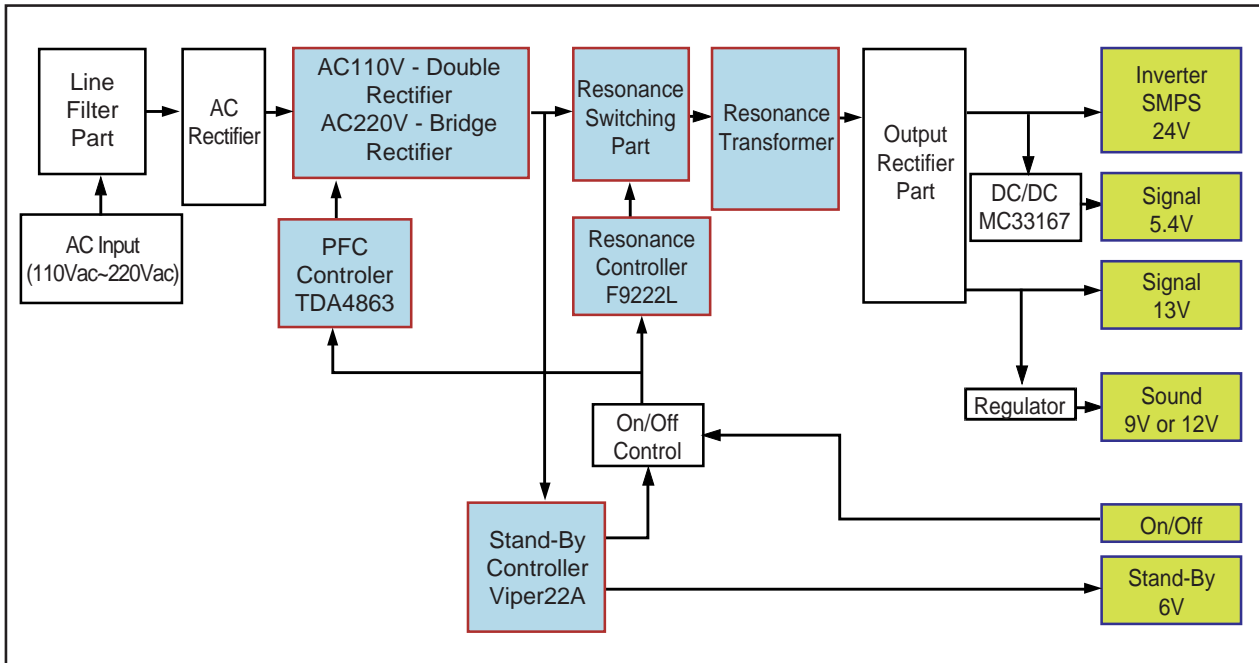 Line
Filter
Part
AC
Rectifier
AC110V - Double
Rectifier
AC220V - Bridge
Rectifier
Resonance
Switching
Part
Resonance
Transformer
Output
Rectifier
Part
Inverter
SMPS
24V
DC/DC
MC33167
Signal
5.4V
AC Input
(110Vac~220Vac)
PFC
Controler
TDA4863
Resonance
Controller
F9222L
Signal
13V
Regulator
Sound
9V or 12V
On/Off
Control
Stand-By
Controller
Viper22A
On/Off
Stand-By
6V